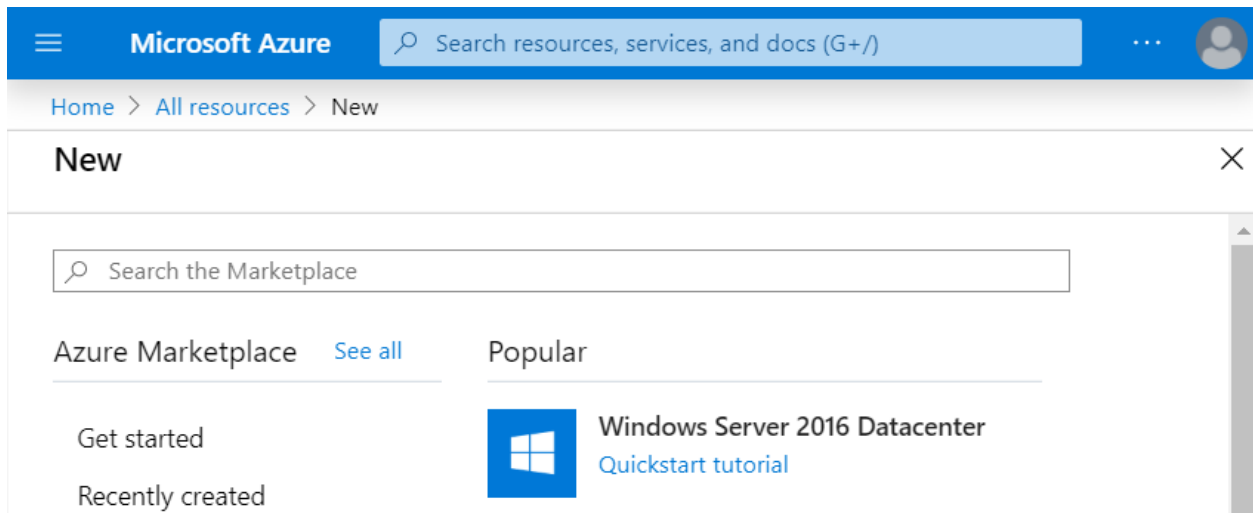 Microsoft Azure
Search resources, services, and docs (G+/)
...
Home > All resources > New
New
Search the Marketplace
Azure Marketplace See all
Get started
Recently created
Popular
Windows Server 2016 Datacenter
Quickstart tutorial